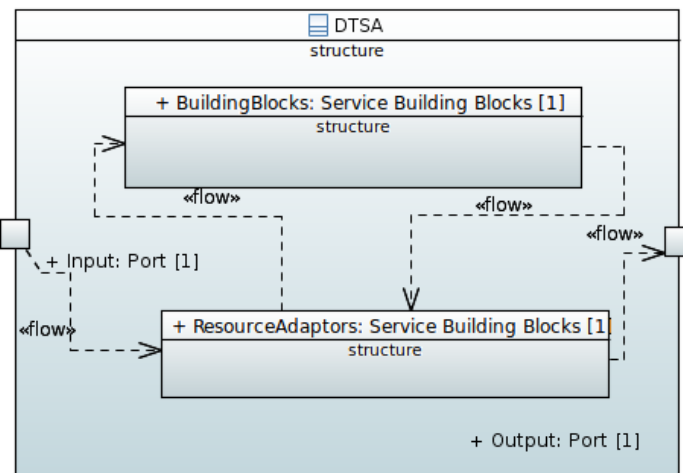 DTSA
structure
+ BuildingBlocks: Service Building Blocks [1]
structure
«flow»
«flow»
«flow»
+ Input: Port [1]
«flow»
+ ResourceAdaptors: Service Building Blocks [1]
structure
+ Output: Port [1]